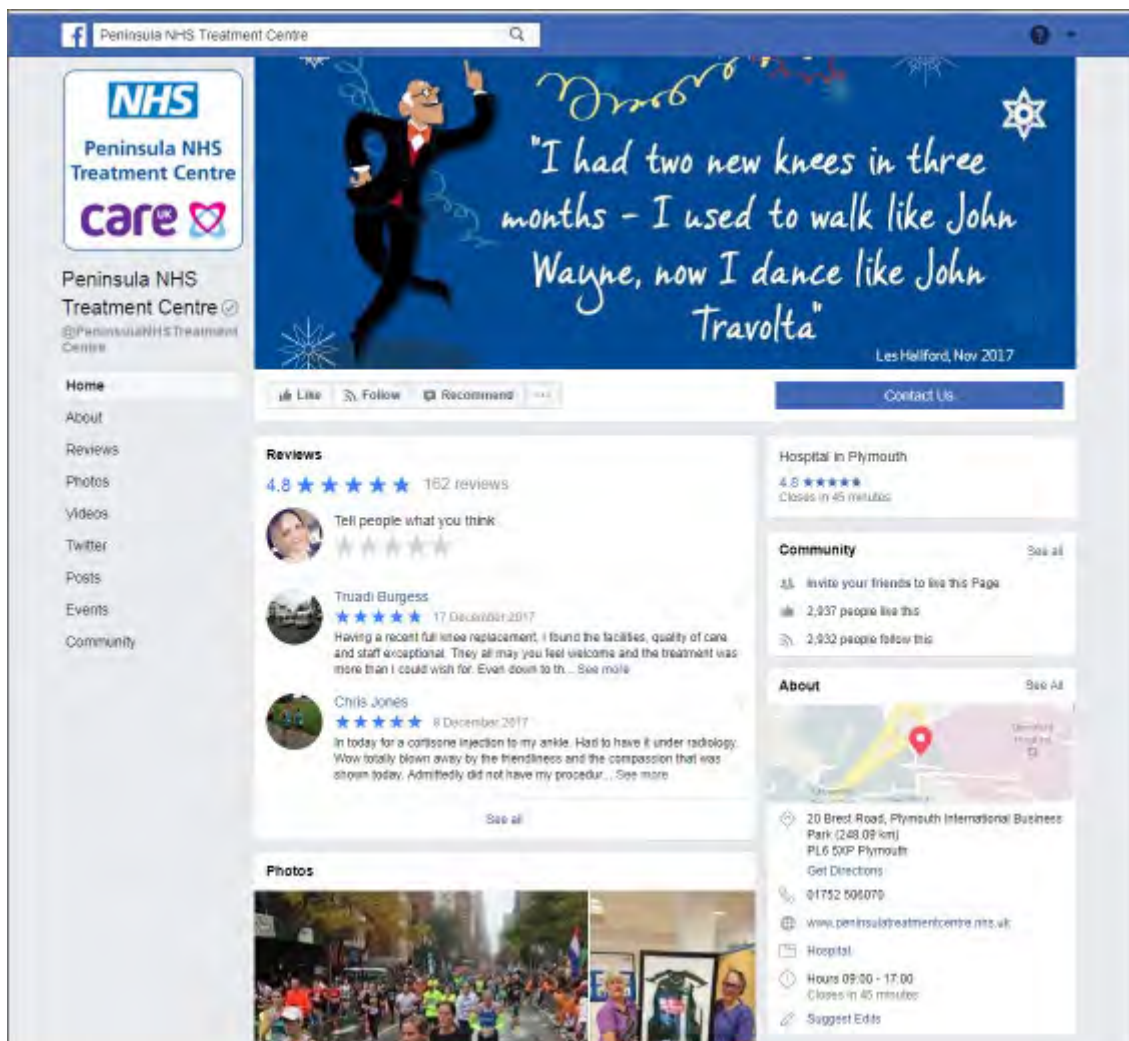 Peninsula NHS Treatment Centre
NHS
Peninsula NHS
Treatment Centre
care uk
Peninsula NHS
Treatment Centre
@PeninsulaNHSTreatment
Centre
Home
About
Reviews
Photos
Videos
Twitter
Posts
Events
Community
"I had two new knees in three
months - I used to walk like John
Wayne, now I dance like John
Travolta"
Les Hallford, Nov 2017
Like
Follow
Recommend
Contact Us
Reviews
4.8 162 reviews
Tell people what you think
Truadi Burgess
17 December 2017
Having a recent full knee replacement, I found the facilities, quality of care
and staff exceptional. They all may you feel welcome and the treatment was
more than I could wish for. Even down to th... See more
Chris Jones
8 December 2017
In today for a cortisone injection to my ankle. Had to have it under radiology.
Wow totally blown away by the friendliness and the compassion that was
shown today. Admittedly did not have my procedur... See more
See all
Photos
Hospital in Plymouth
4.8
Closes in 45 minutes
Community See all
Invite your friends to like this Page
2,937 people like this
2,932 people follow this
About See All
20 Brest Road, Plymouth International Business
Park (248.09 km)
PL6 5XP Plymouth
Get Directions
01752 506070
www.peninsulatreatmentcentre.nhs.uk
Hospital
Hours 09:00 - 17:00
Closes in 45 minutes
Suggest Edits